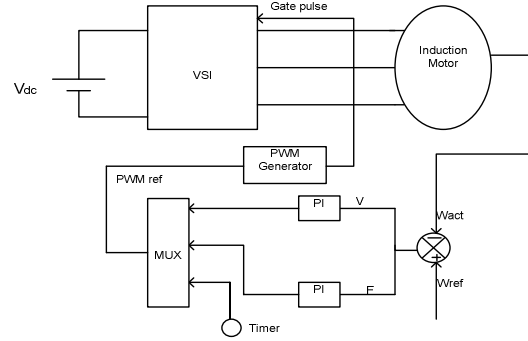 Gate pulse
Induction
Motor
VSI
Vdc
PWM
Generator
PWM ref
PI
V
Wact
MUX
PI
F
Wref
Timer